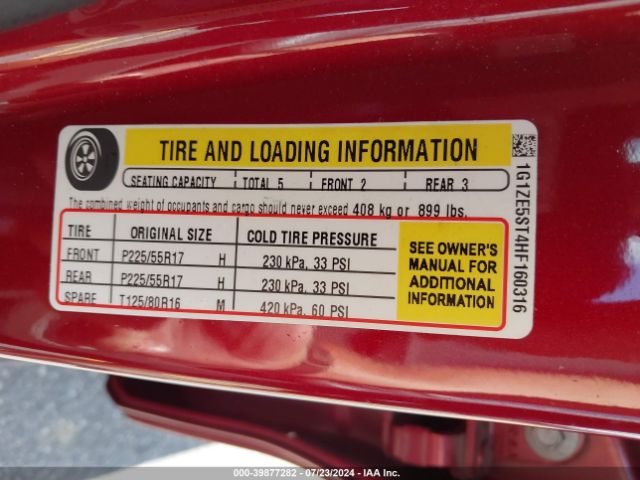 TIRE AND LOADING INFORMATION
SEATING CAPACITY TOTAL 5 FRONT 2 REAR 3
The combined weight of occupants and cargo should never exceed 408 kg or 899 lbs.
TIRE ORIGINAL SIZE COLD TIRE PRESSURE
FRONT P225/55R17 H 230 kPa, 33 PSI
REAR P225/55R17 H 230 kPa, 33 PSI
SPARE T125/80R16 M 420 kPa, 60 PSI
SEE OWNER'S
MANUAL FOR
ADDITIONAL
INFORMATION
1G1ZE5ST4HF160316
000-39877282 - 07/23/2024 - IAA Inc.